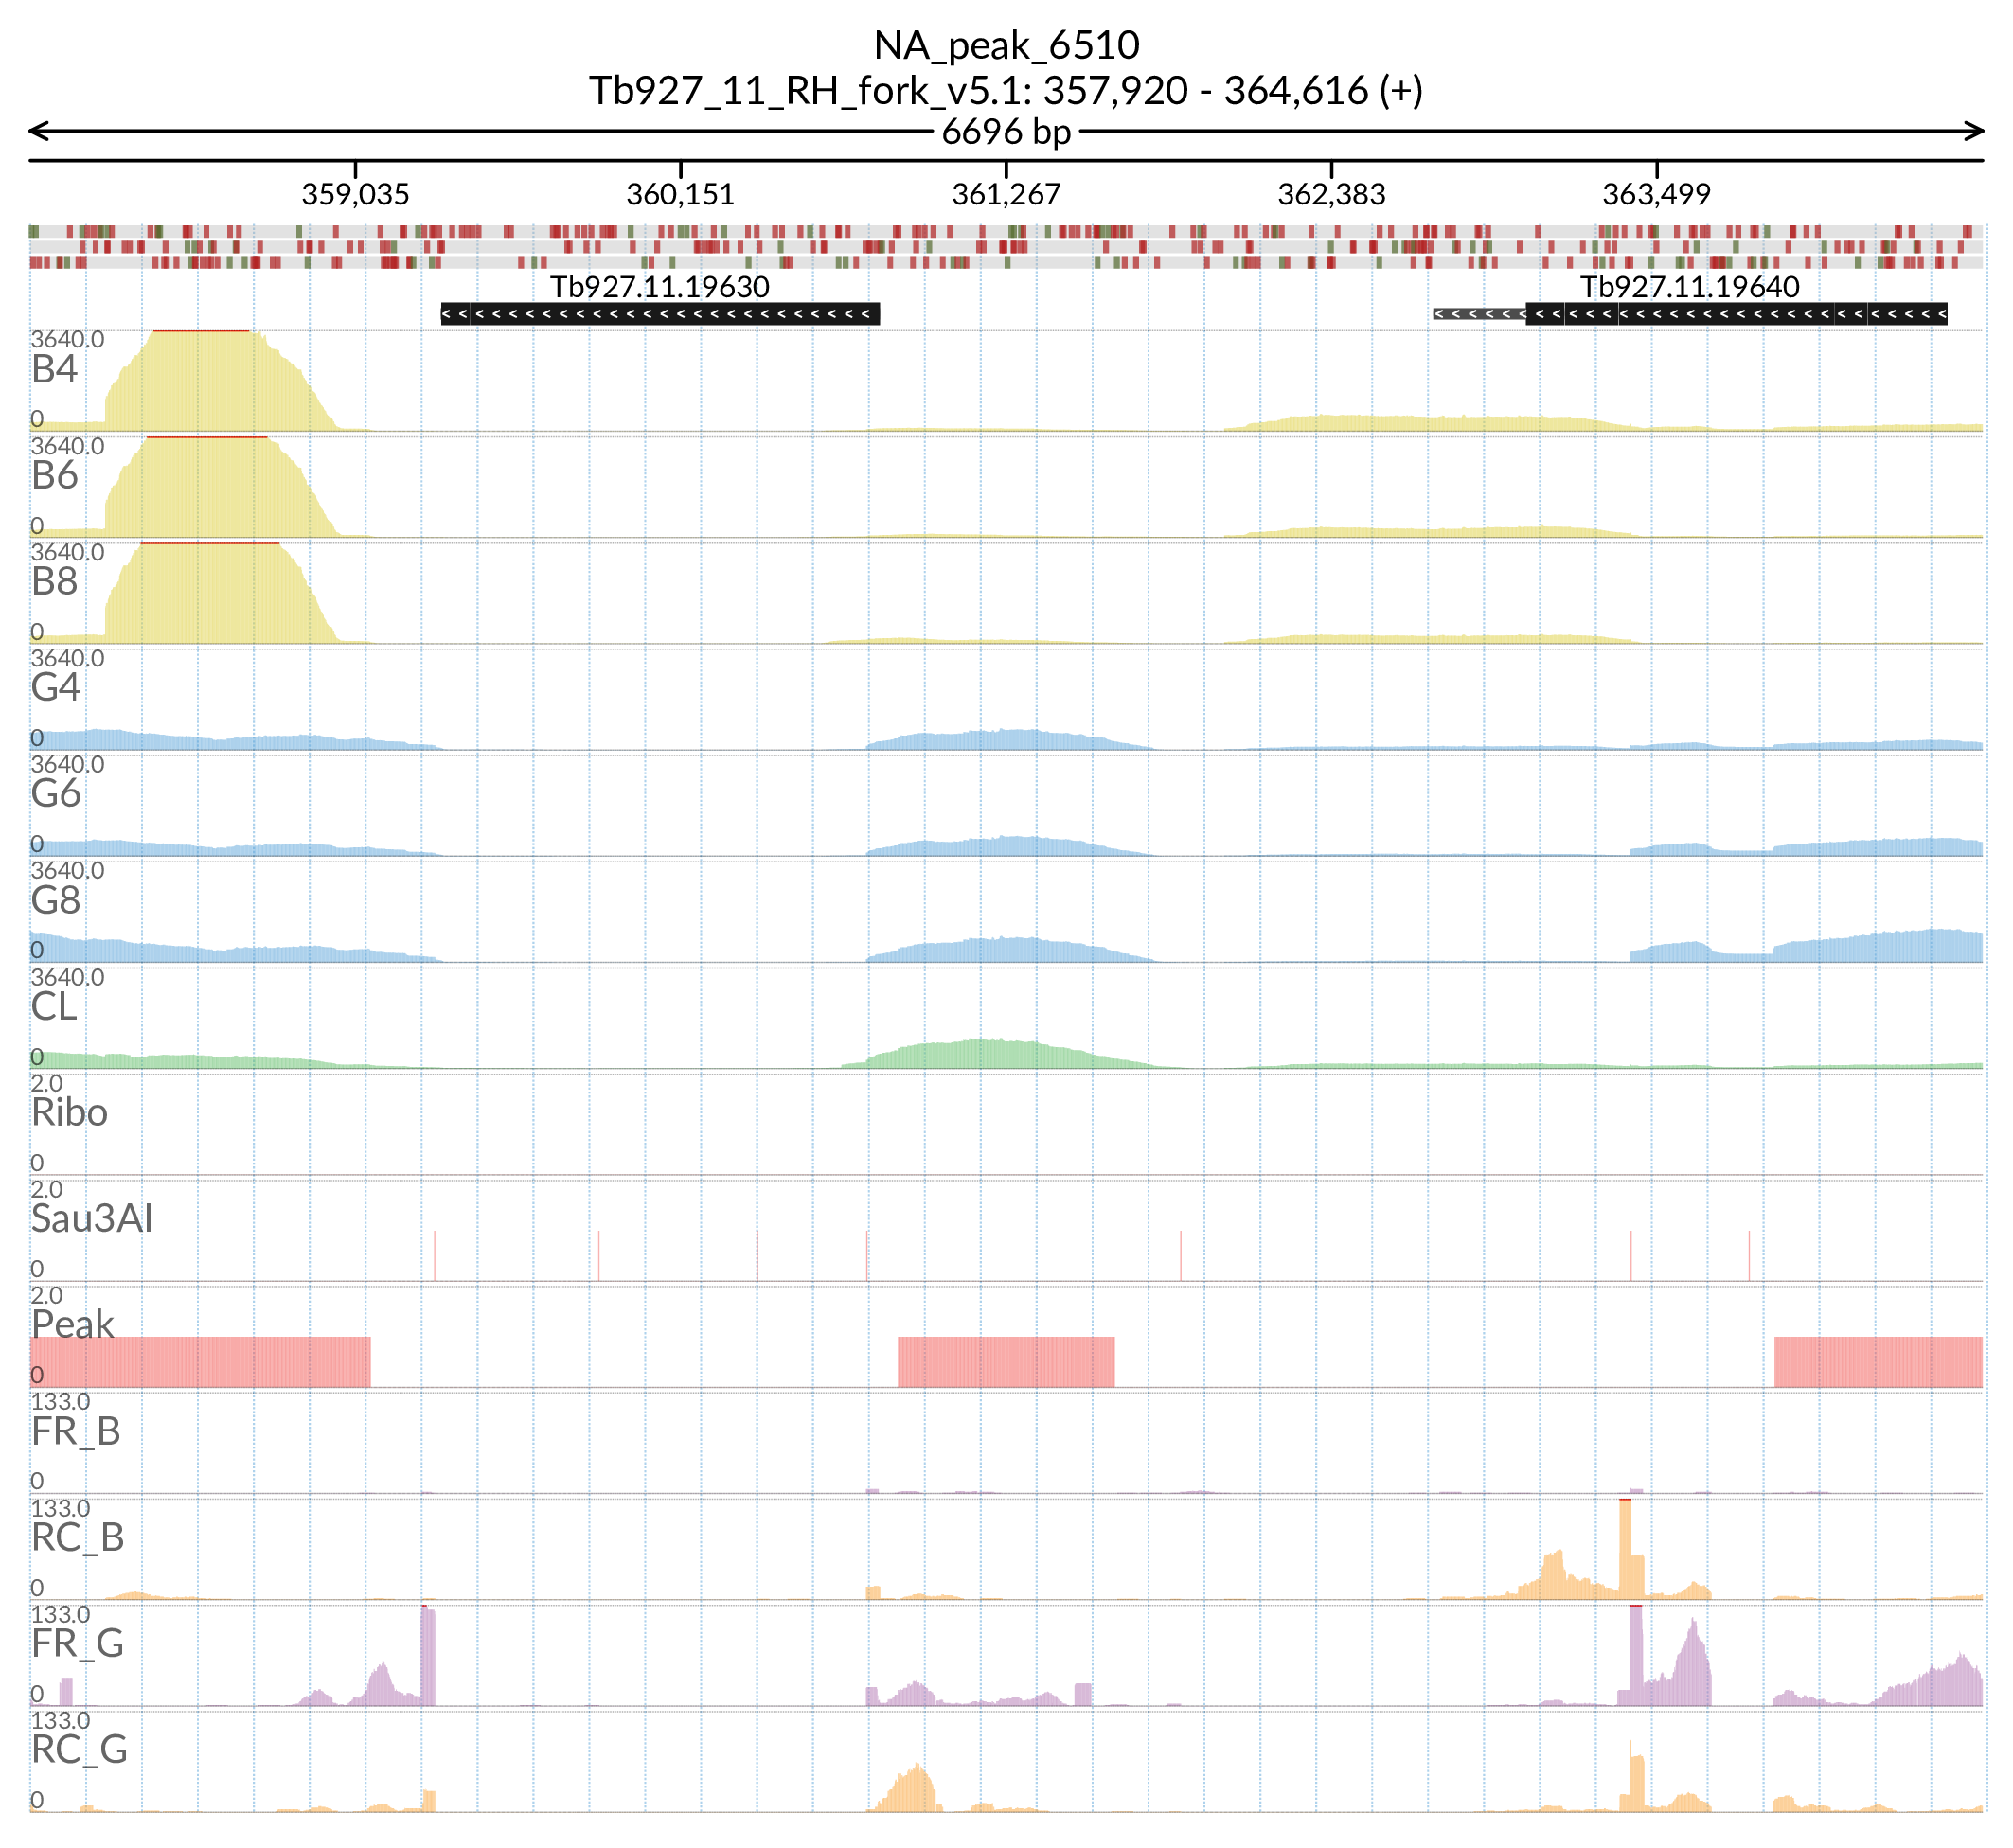 NA_peak_6510
Tb927_11_RH_fork_v5.1: 357,920 - 364,616 (+)
6696 bp
359,035 360,151 361,267 362,383 363,499
Tb927.11.19630 Tb927.11.19640
3640.0
B4
0
3640.0
B6
0
3640.0
B8
0
3640.0
G4
0
3640.0
G6
0
3640.0
G8
0
3640.0
CL
0
2.0
Ribo
0
2.0
Sau3AI
0
2.0
Peak
0
133.0
FR_B
0
133.0
RC_B
0
133.0
FR_G
0
133.0
RC_G
0